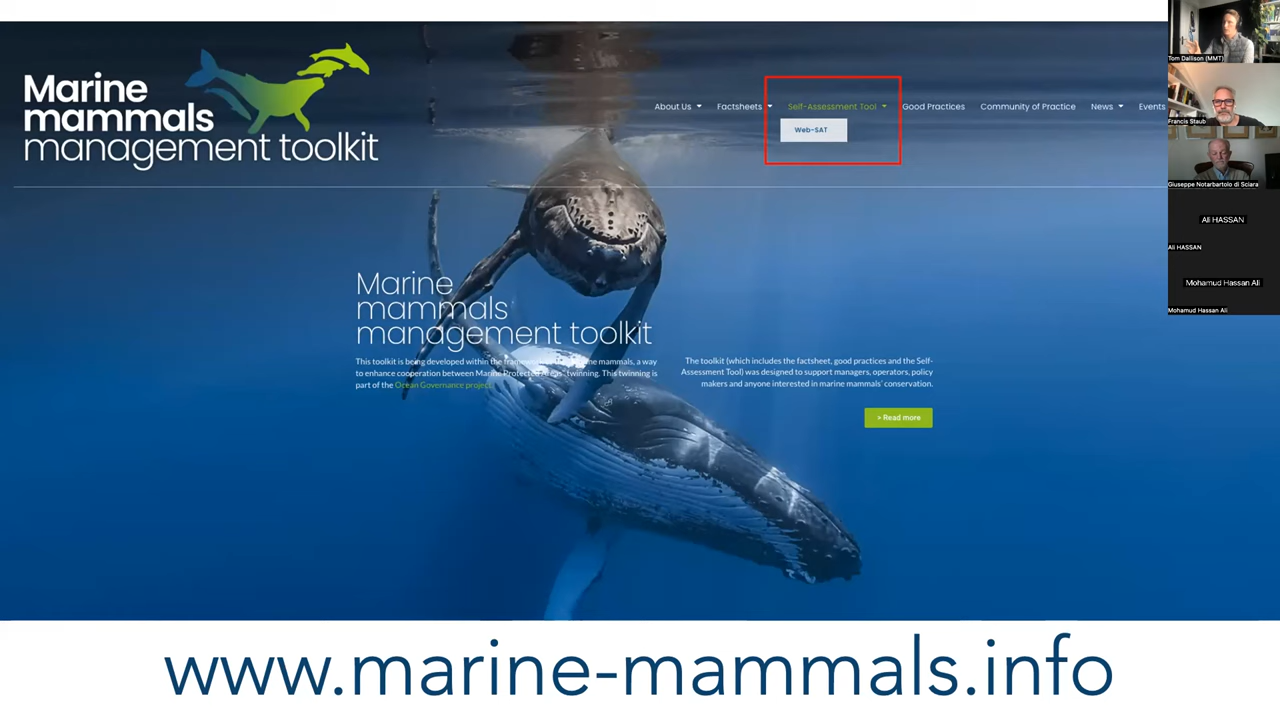 Marine
mammals
management toolkit
About Us
Factsheets
Self-Assessment Tool
Good Practices
Community of Practice
News
Events
Web-SAT
Marine
mammals
management toolkit
This toolkit is being developed within the framework of the marine mammals, a way
to enhance cooperation between Marine Protected Areas' twinning. This twinning is
part of the Ocean Governance project.
The toolkit (which includes the factsheet, good practices and the Self-
Assessment Tool) was designed to support managers, operators, policy
makers and anyone interested in marine mammals' conservation.
> Read more
www.marine-mammals.info
Tom Dallison (MMT)
Francis Staub
Giuseppe Notarbartolo di Sciara
Ali HASSAN
Ali HASSAN
Mohamud Hassan Ali
Mohamud Hassan Ali